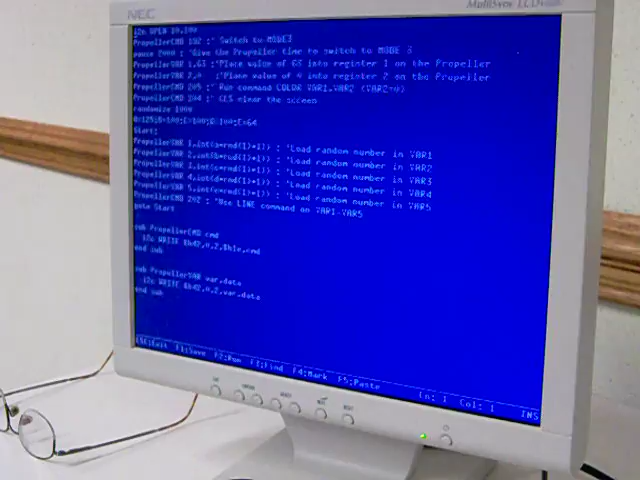 NEC
MultiSync LCD
i2c OPEN 10,100
PropellerCMD 192 :' Switch to MODE3
pause 2000 : 'Give the Propeller time to switch to MODE 3
PropellerVAR 1,63 :'Place value of 63 into register 1 on the Propeller
PropellerVAR 2,0 :'Place value of 0 into register 2 on the Propeller
PropellerCMD 205 :' Run command COLOR VAR1,VAR2
PropellerCMD 204 :' CLS clear the screen
randomize 1000
Start:
PropellerVAR 1,int(a=rnd(1)+1)) : 'Load random number in VAR1
PropellerVAR 2,int(b=rnd(1)+1)) : 'Load random number in VAR2
PropellerVAR 3,int(c=rnd(1)+1)) : 'Load random number in VAR3
PropellerVAR 4,int(d=rnd(1)+1)) : 'Load random number in VAR4
PropellerVAR 5,int(e=rnd(1)+1)) : 'Load random number in VAR5
PropellerCMD 202 : 'Use LINE command on VAR1-VAR5
goto Start
sub PropellerCMD cmd
i2c WRITE &h42,0,2,&h1e,cmd
end sub
sub PropellerVAR var,data
i2c WRITE &h42,0,2,var,data
end sub
ESC:Exit F1:Save F2:Run F3:Find F4:Mark F5:Paste Ln: 1 Col: 1 INS